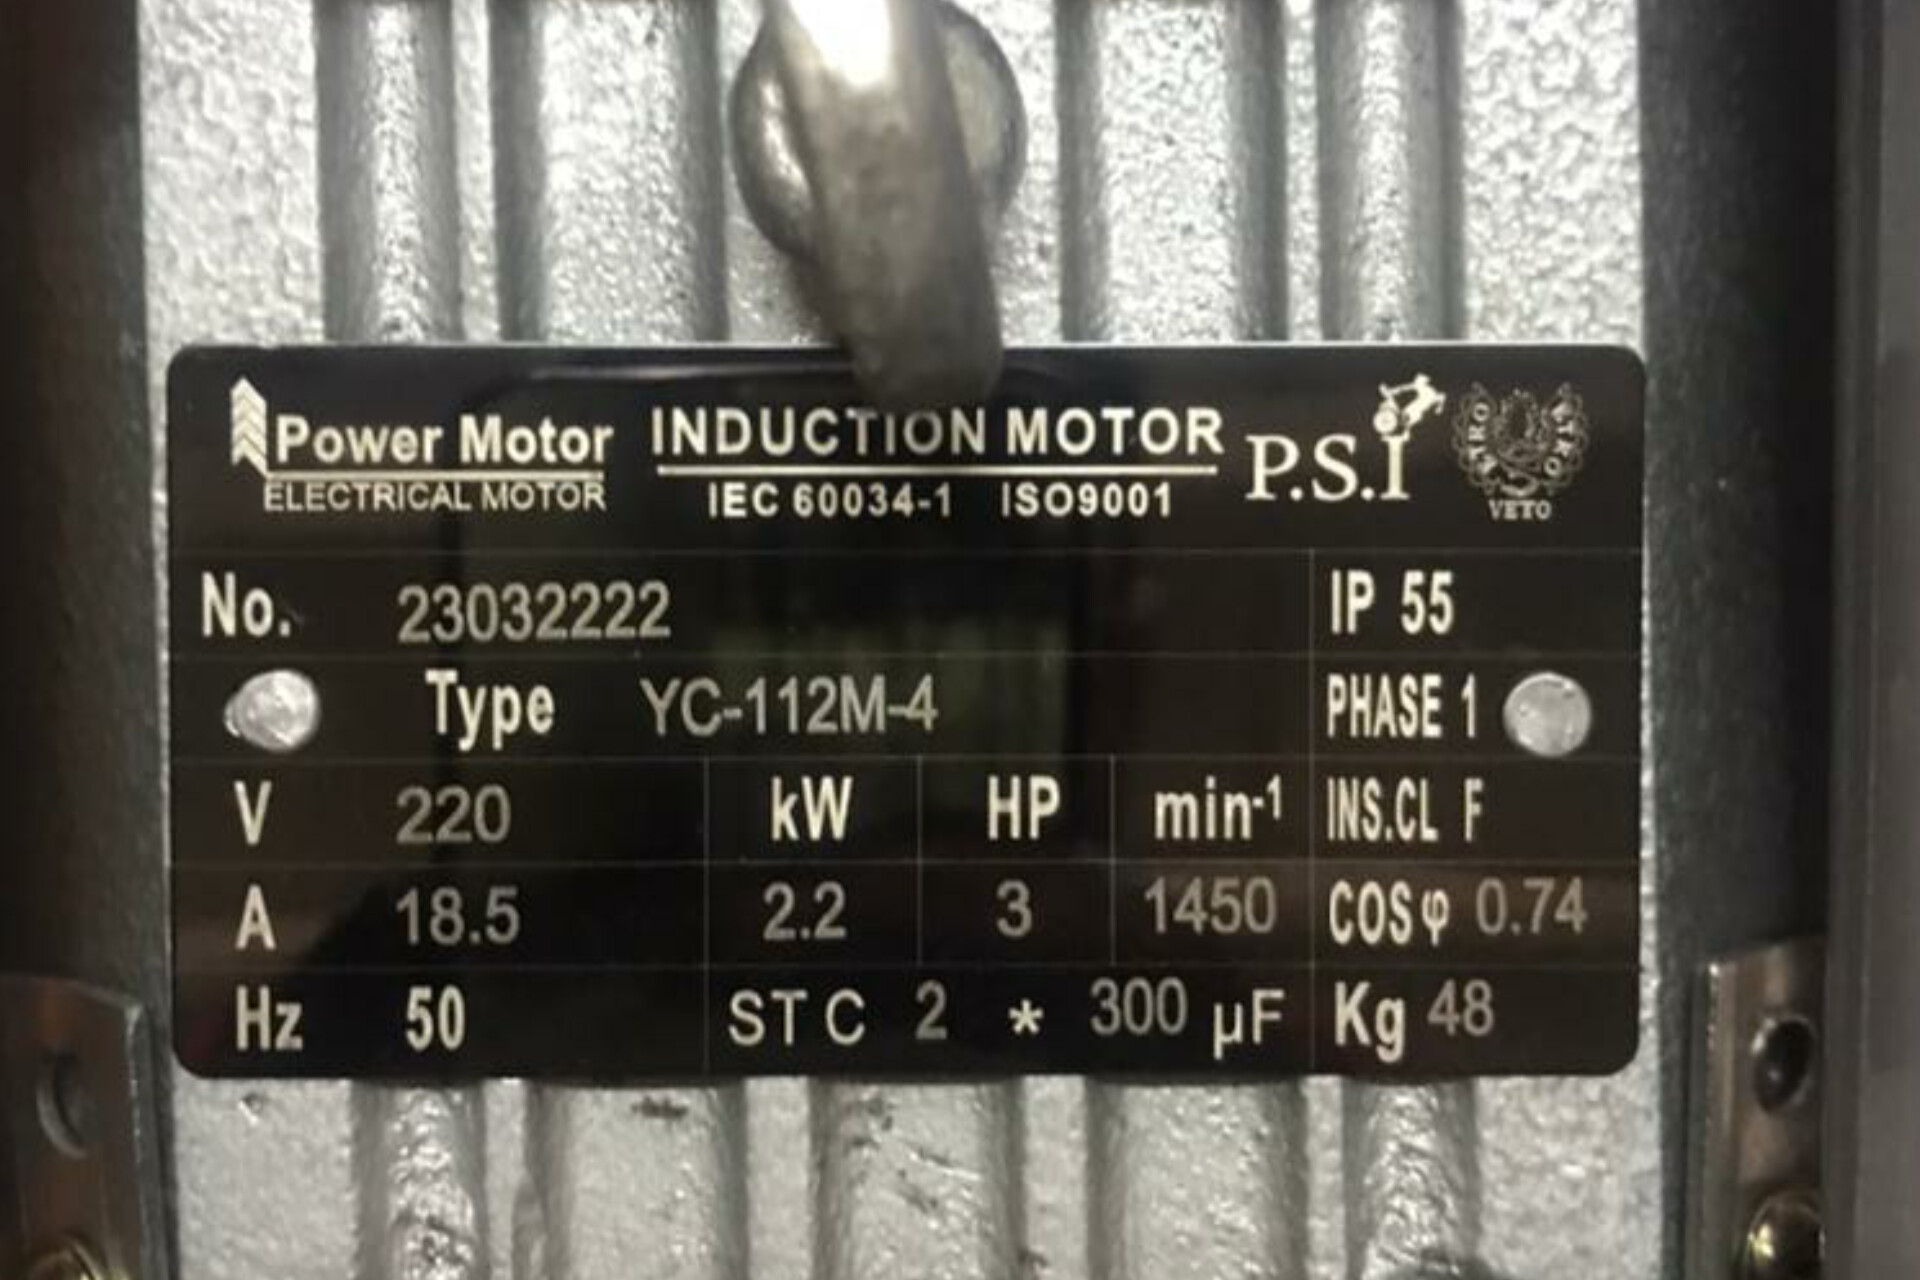 Power Motor
ELECTRICAL MOTOR
INDUCTION MOTOR
IEC 60034-1 ISO9001
P.S.I
VETO
No. 23032222 IP 55
Type YC-112M-4 PHASE 1
V 220 kW HP min-1 INS.CL F
A 18.5 2.2 3 1450 COSφ 0.74
Hz 50 STC 2 * 300 µF Kg 48